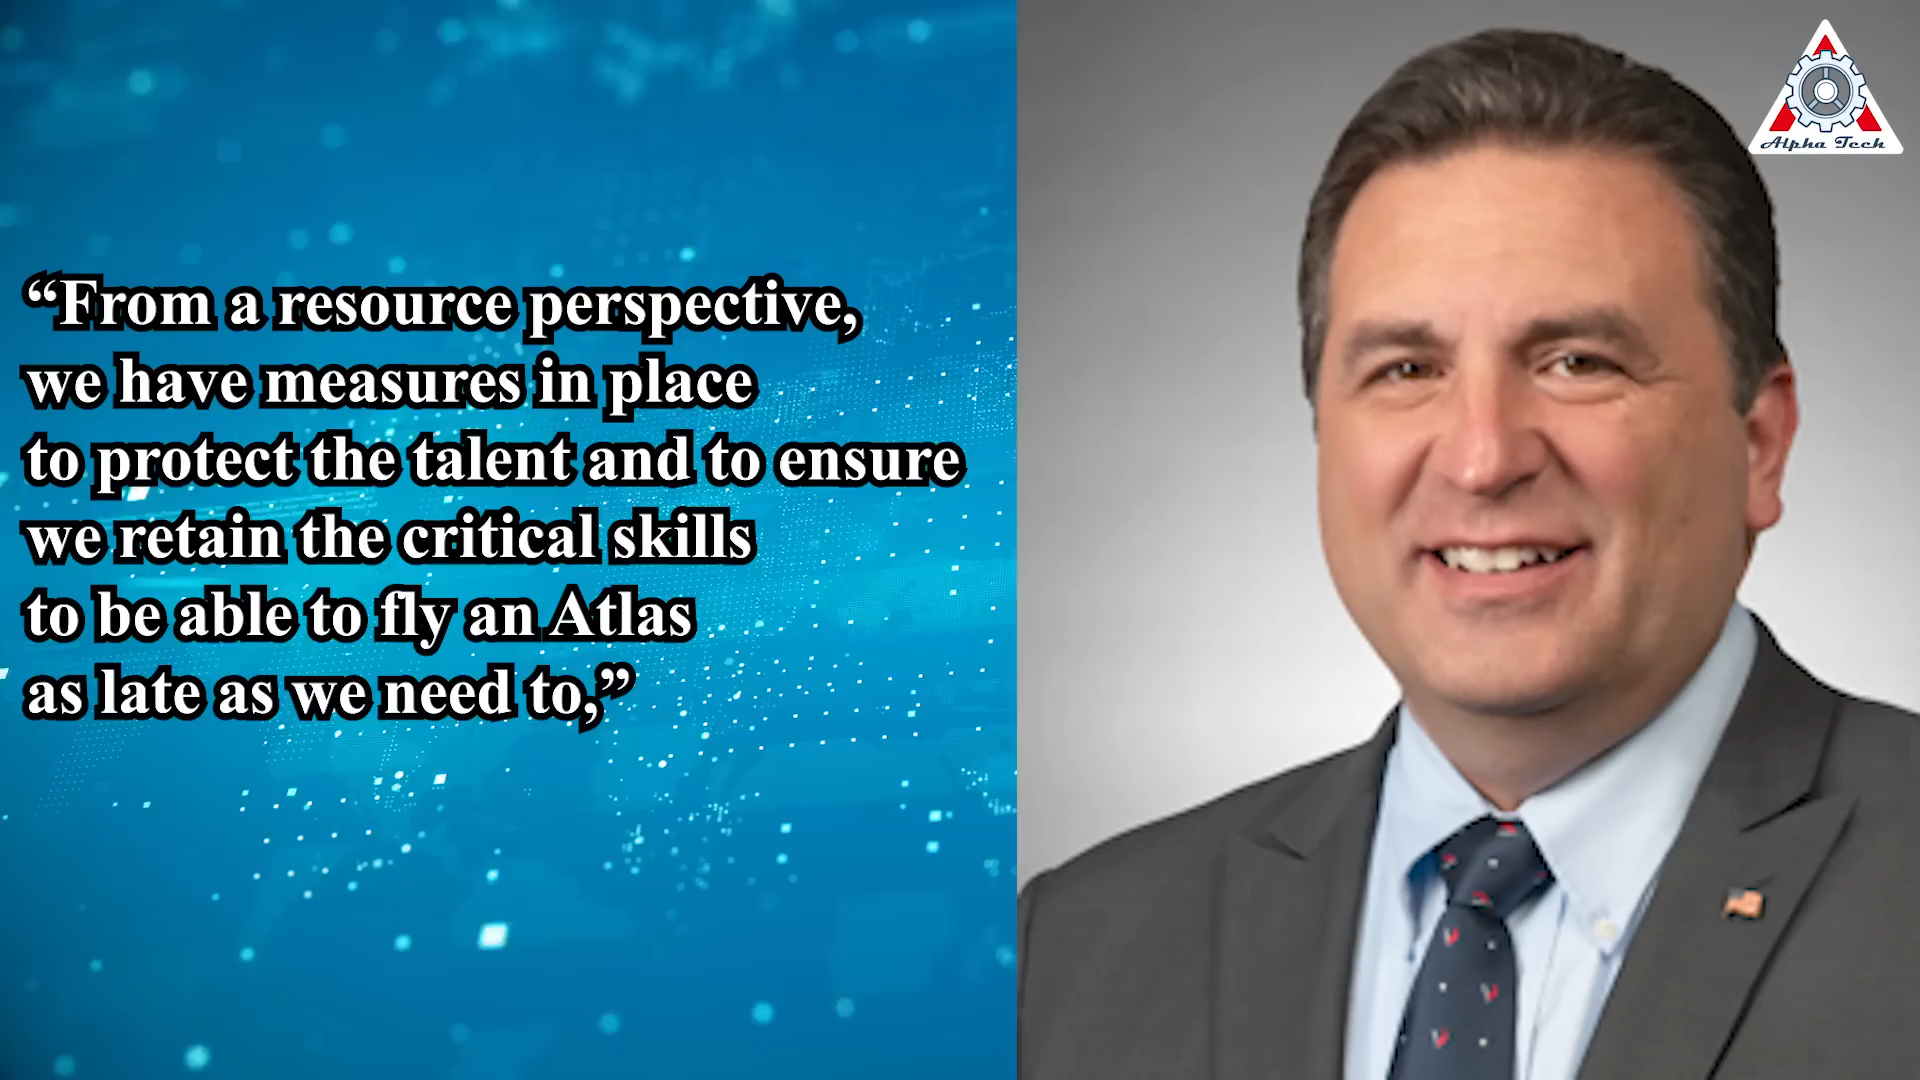 “From a resource perspective,
we have measures in place
to protect the talent and to ensure
we retain the critical skills
to be able to fly an Atlas
as late as we need to,”
Alpha Tech